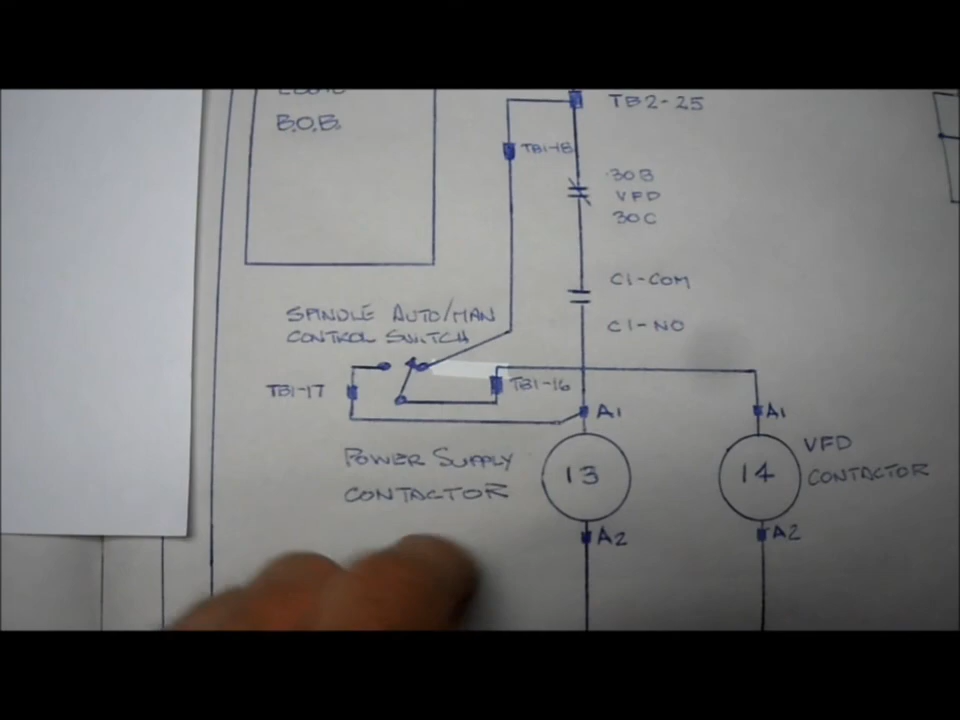 B.O.B.
TB2-25
TB1-18
30B
VFD
30C
C1-COM
C1-NO
SPINDLE AUTO/MAN
CONTROL SWITCH
TB1-17
TB1-16
A1
A1
POWER SUPPLY
CONTACTOR
13
14
VFD
CONTACTOR
A2
A2